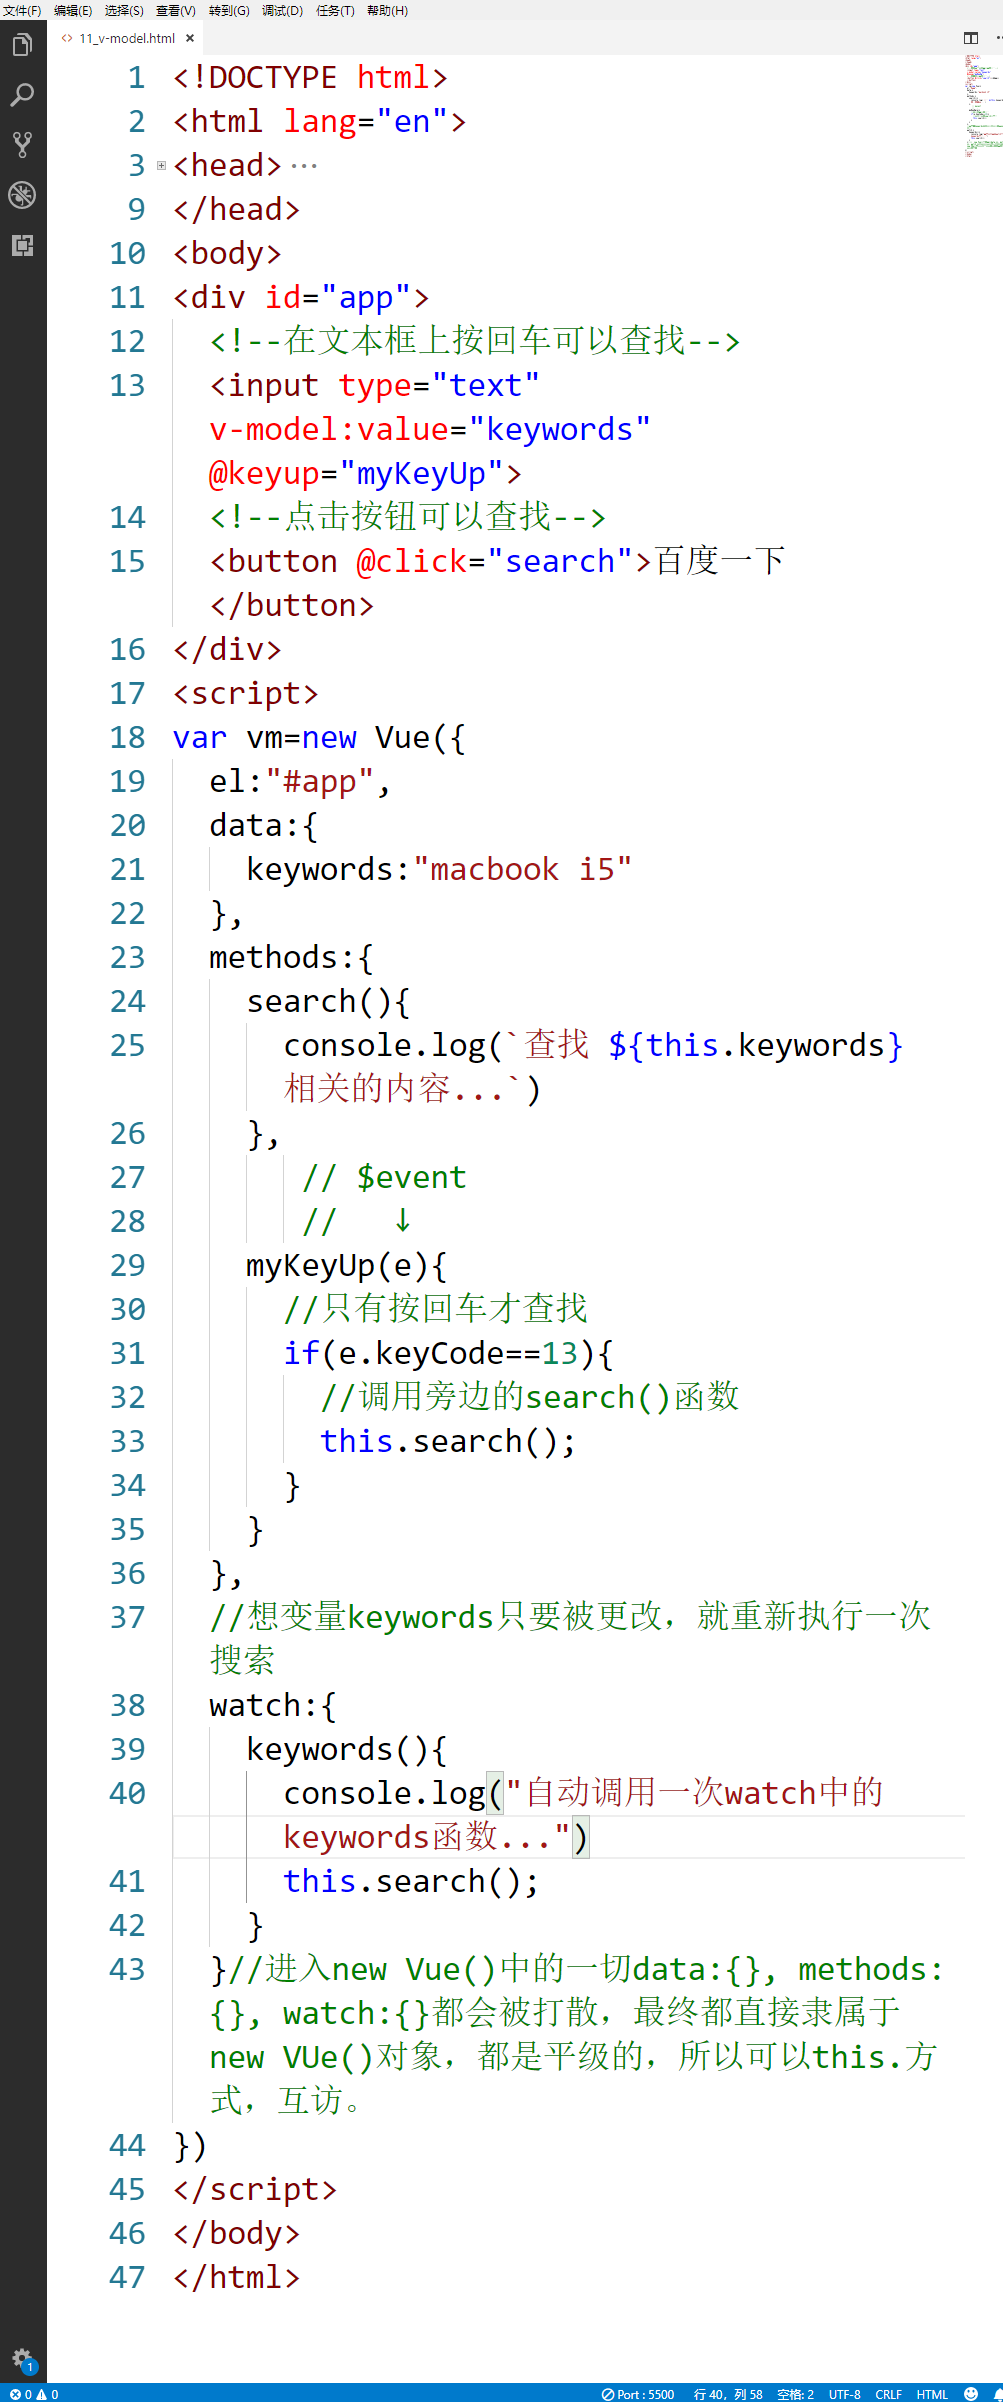 文件(F) 编辑(E) 选择(S) 查看(V) 转到(G) 调试(D) 任务(T) 帮助(H)
<> 11_v-model.html ×
1 <!DOCTYPE html>
2 <html lang="en">
3 <head>···
9 </head>
10 <body>
11 <div id="app">
12 <!--在文本框上按回车可以查找-->
13 <input type="text"
v-model:value="keywords"
@keyup="myKeyUp">
14 <!--点击按钮可以查找-->
15 <button @click="search">百度一下
</button>
16 </div>
17 <script>
18 var vm=new Vue({
19 el:"#app",
20 data:{
21 keywords:"macbook i5"
22 },
23 methods:{
24 search(){
25 console.log(`查找 ${this.keywords}
相关的内容...`)
26 },
27 // $event
28 // ↓
29 myKeyUp(e){
30 //只有按回车才查找
31 if(e.keyCode==13){
32 //调用旁边的search()函数
33 this.search();
34 }
35 }
36 },
37 //想变量keywords只要被更改，就重新执行一次
搜索
38 watch:{
39 keywords(){
40 console.log("自动调用一次watch中的
keywords函数...")
41 this.search();
42 }
43 }//进入new Vue()中的一切data:{}, methods:
{}, watch:{}都会被打散，最终都直接隶属于
new VUe()对象，都是平级的，所以可以this.方
式，互访。
44 })
45 </script>
46 </body>
47 </html>
1
0 0 Port : 5500 行 40，列 58 空格: 2 UTF-8 CRLF HTML